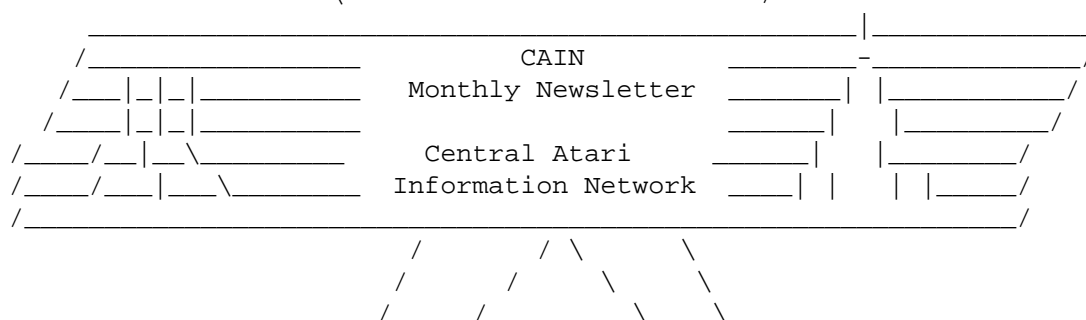 CAIN
Monthly Newsletter
Central Atari
Information Network